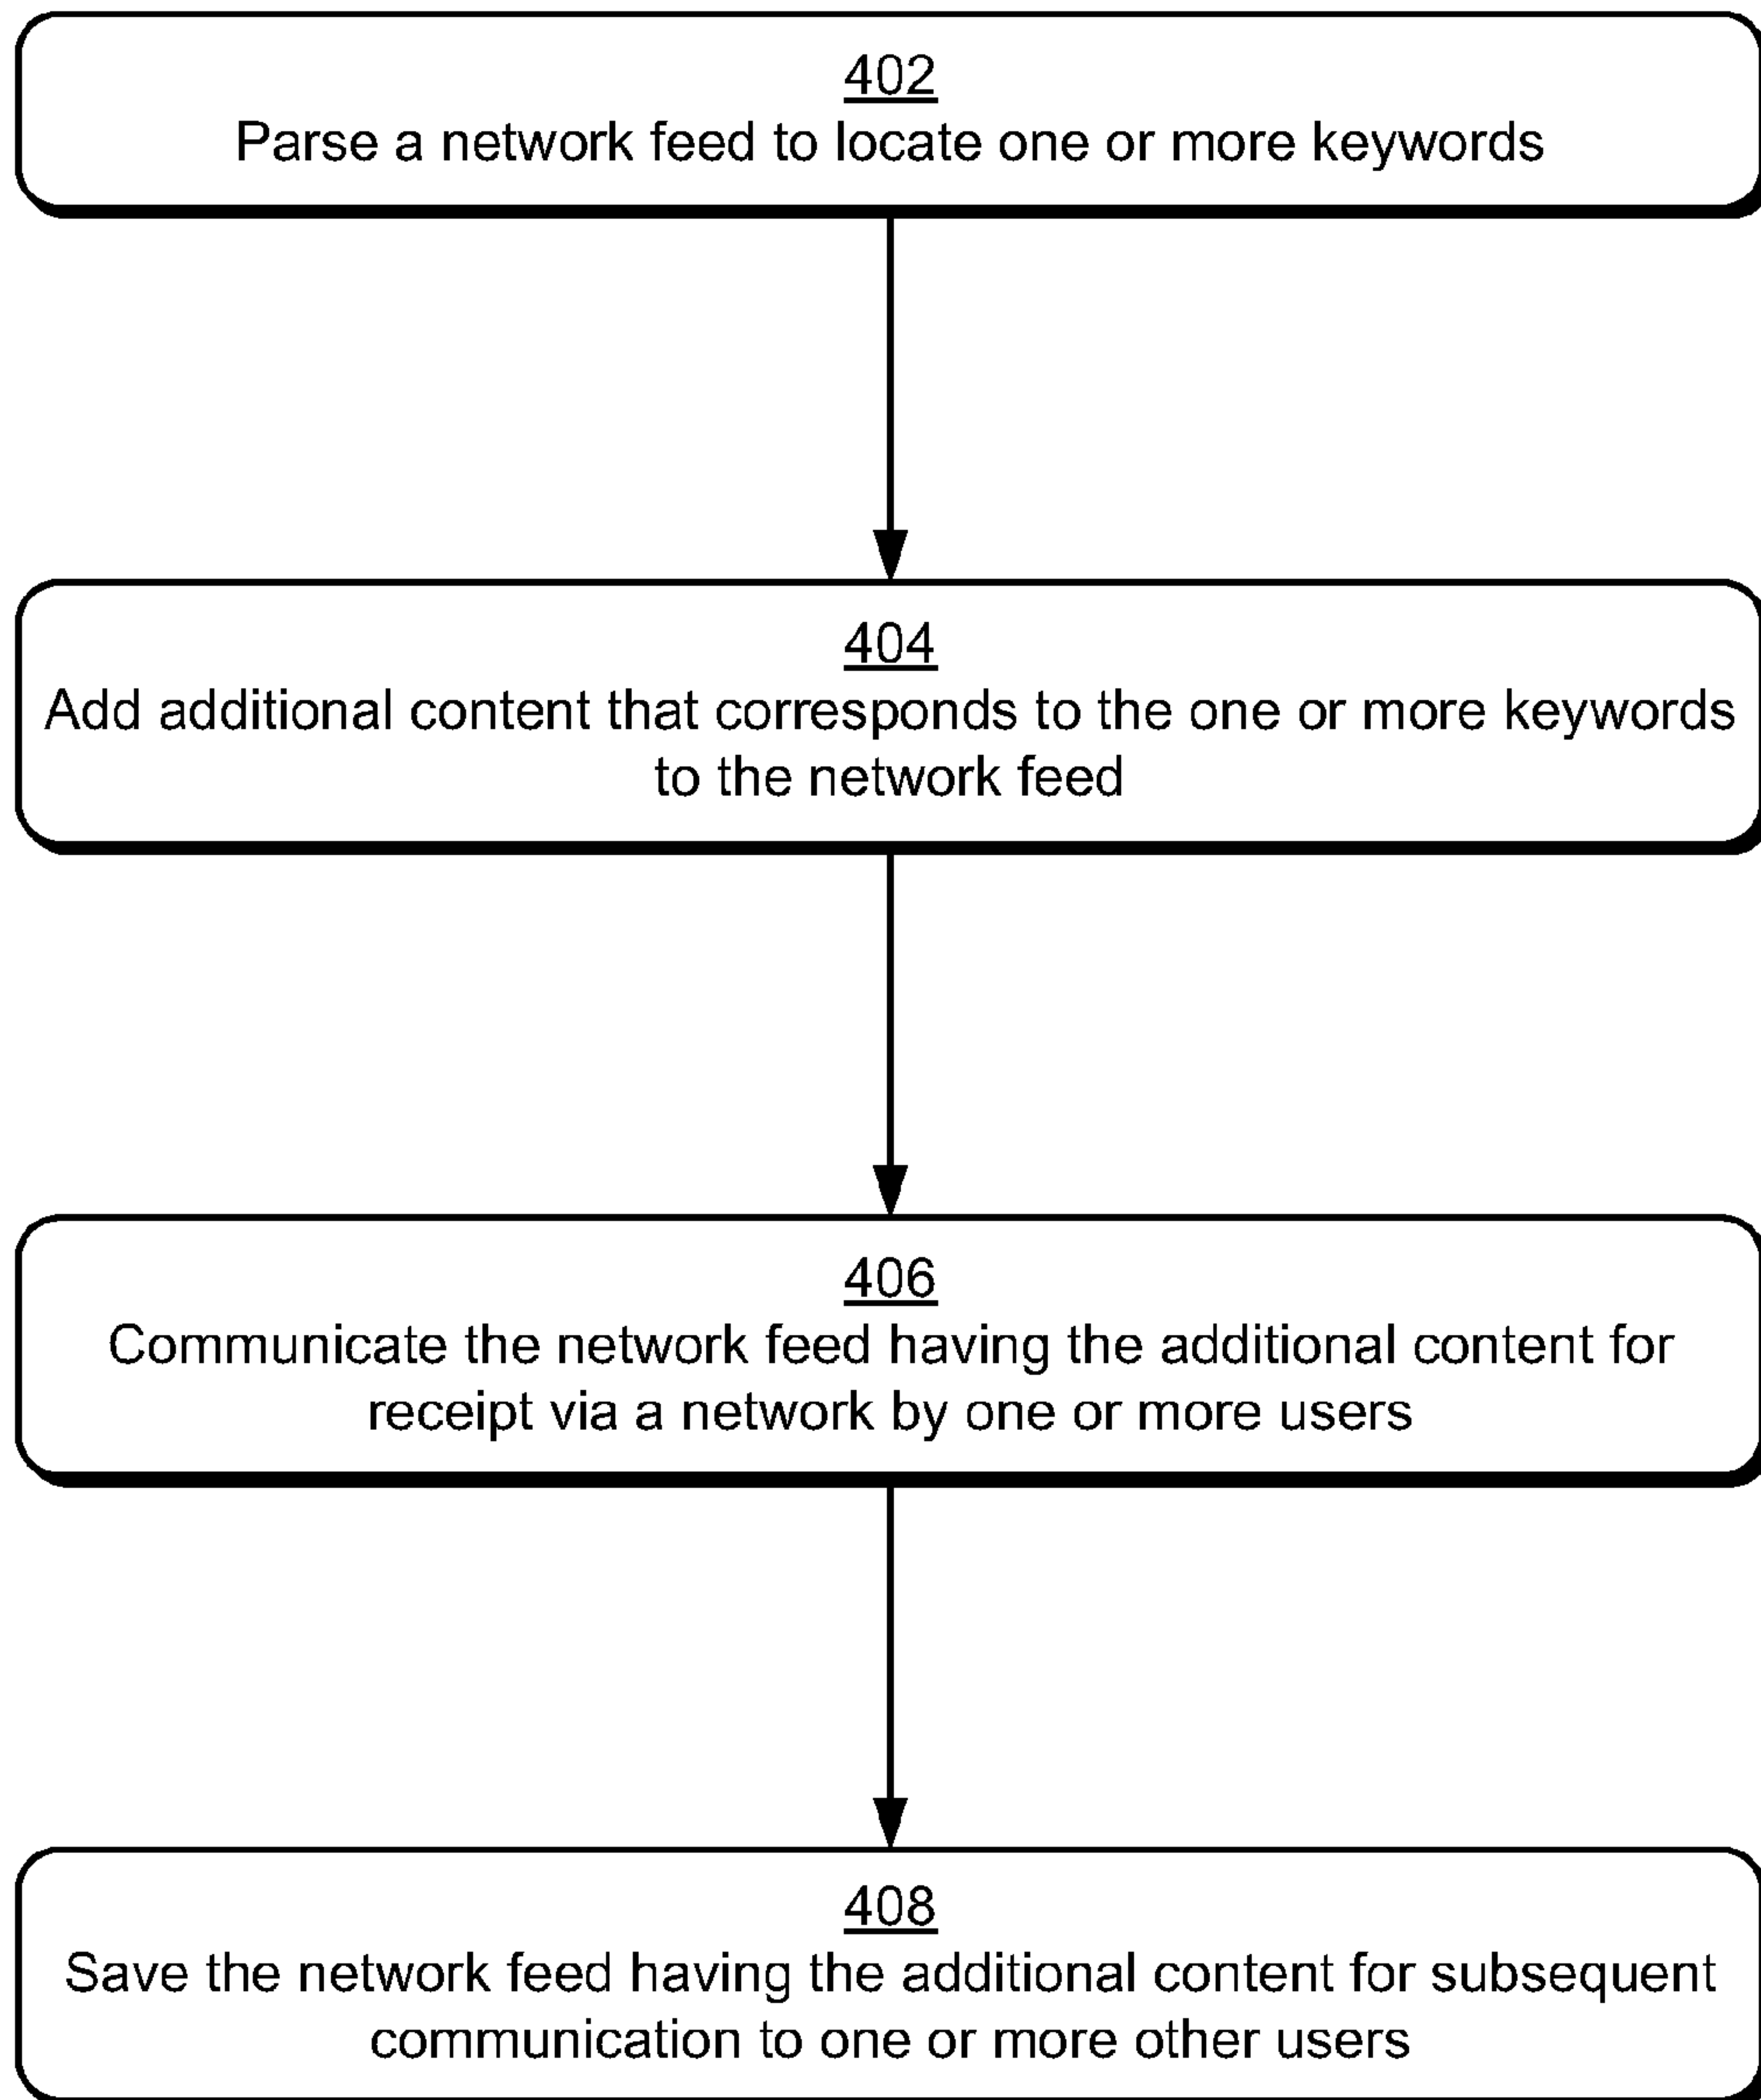 402
Parse a network feed to locate one or more keywords
404
Add additional content that corresponds to the one or more keywords
to the network feed
406
Communicate the network feed having the additional content for
receipt via a network by one or more users
408
Save the network feed having the additional content for subsequent
communication to one or more other users